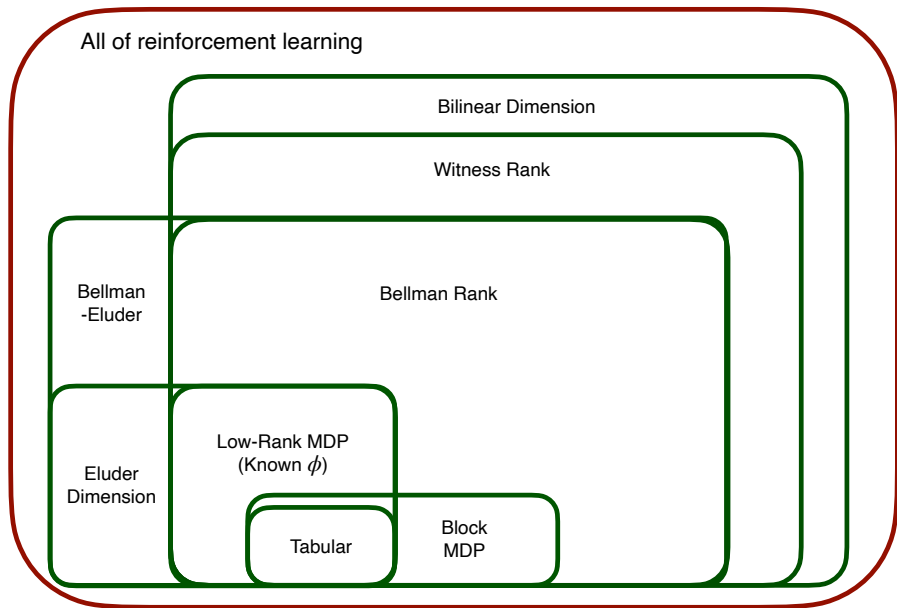 All of reinforcement learning
Bilinear Dimension
Witness Rank
Bellman
-Eluder
Bellman Rank
Low-Rank MDP
(Known ϕ)
Eluder
Dimension
Tabular
Block
MDP